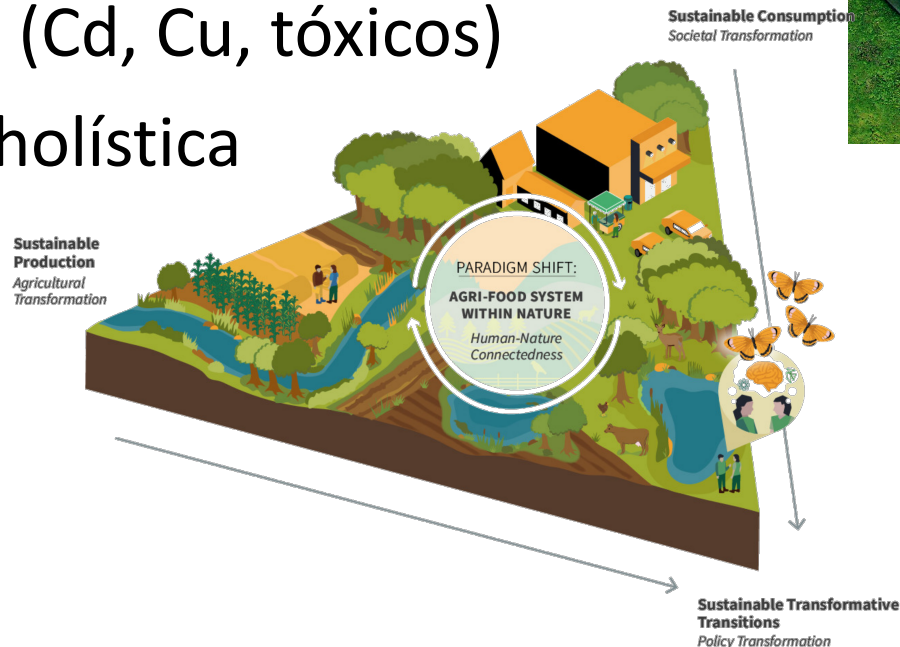 (Cd, Cu, tóxicos)
holística
Sustainable Consumption
Societal Transformation
Sustainable
Production
Agricultural
Transformation
PARADIGM SHIFT:
AGRI-FOOD SYSTEM
WITHIN NATURE
Human-Nature
Connectedness
Sustainable Transformative
Transitions
Policy Transformation